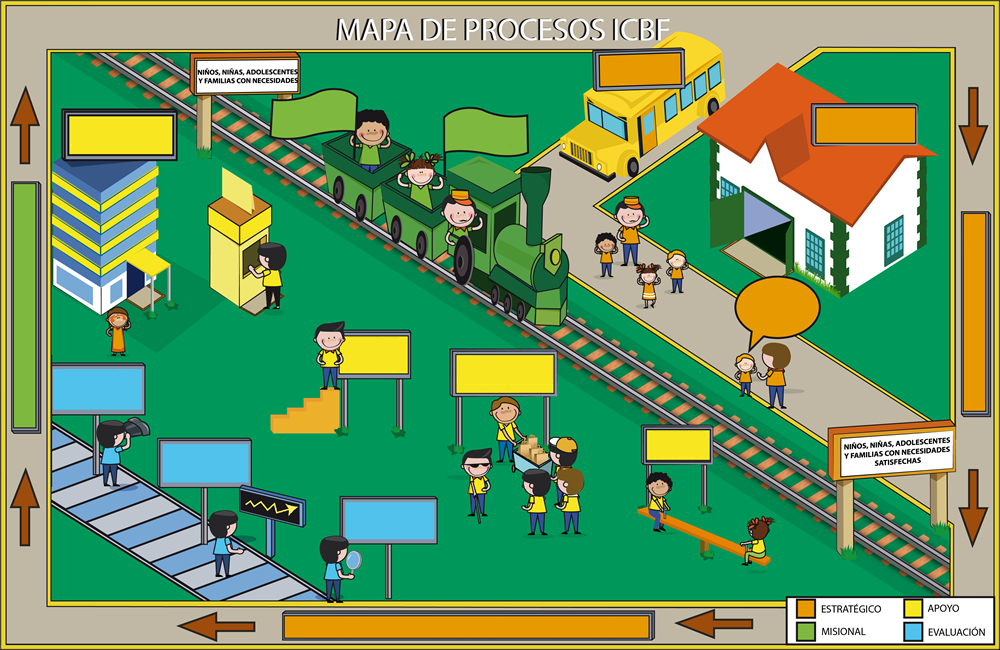 MAPA DE PROCESOS ICBF
NIÑOS, NIÑAS, ADOLESCENTES
Y FAMILIAS CON NECESIDADES
NIÑOS, NIÑAS, ADOLESCENTES
Y FAMILIAS CON NECESIDADES
SATISFECHAS
ESTRATÉGICO
APOYO
MISIONAL
EVALUACIÓN